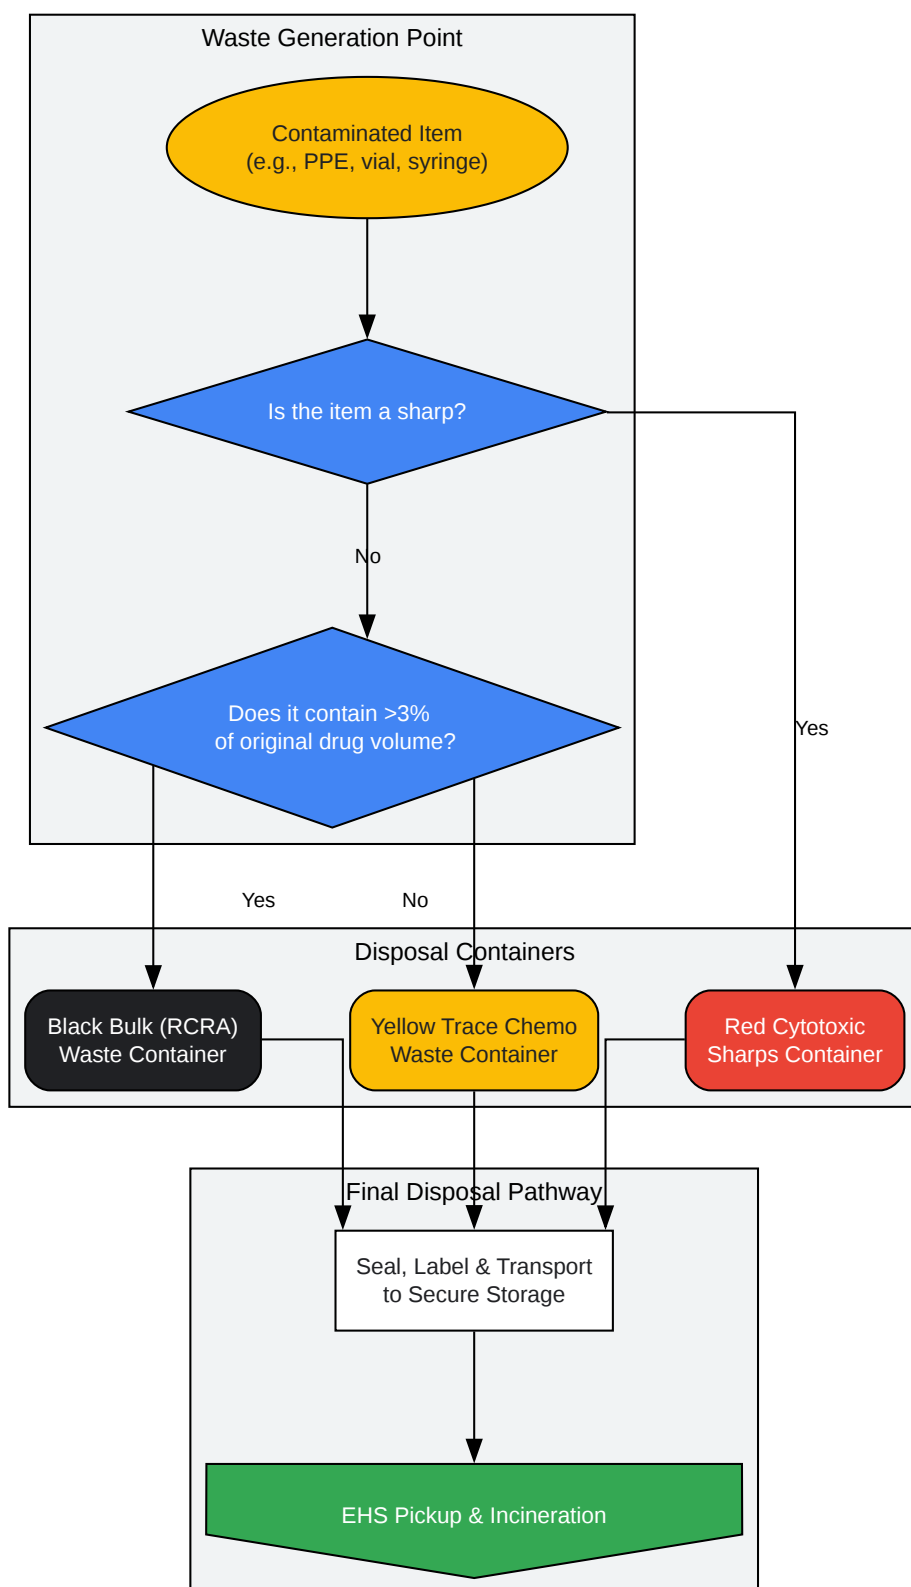 Waste Generation Point
Contaminated Item
(e.g., PPE, vial, syringe)
Is the item a sharp?
No
Does it contain >3%
of original drug volume?
Yes
Yes
No
Disposal Containers
Black Bulk (RCRA)
Waste Container
Yellow Trace Chemo
Waste Container
Red Cytotoxic
Sharps Container
Final Disposal Pathway
Seal, Label & Transport
to Secure Storage
EHS Pickup & Incineration